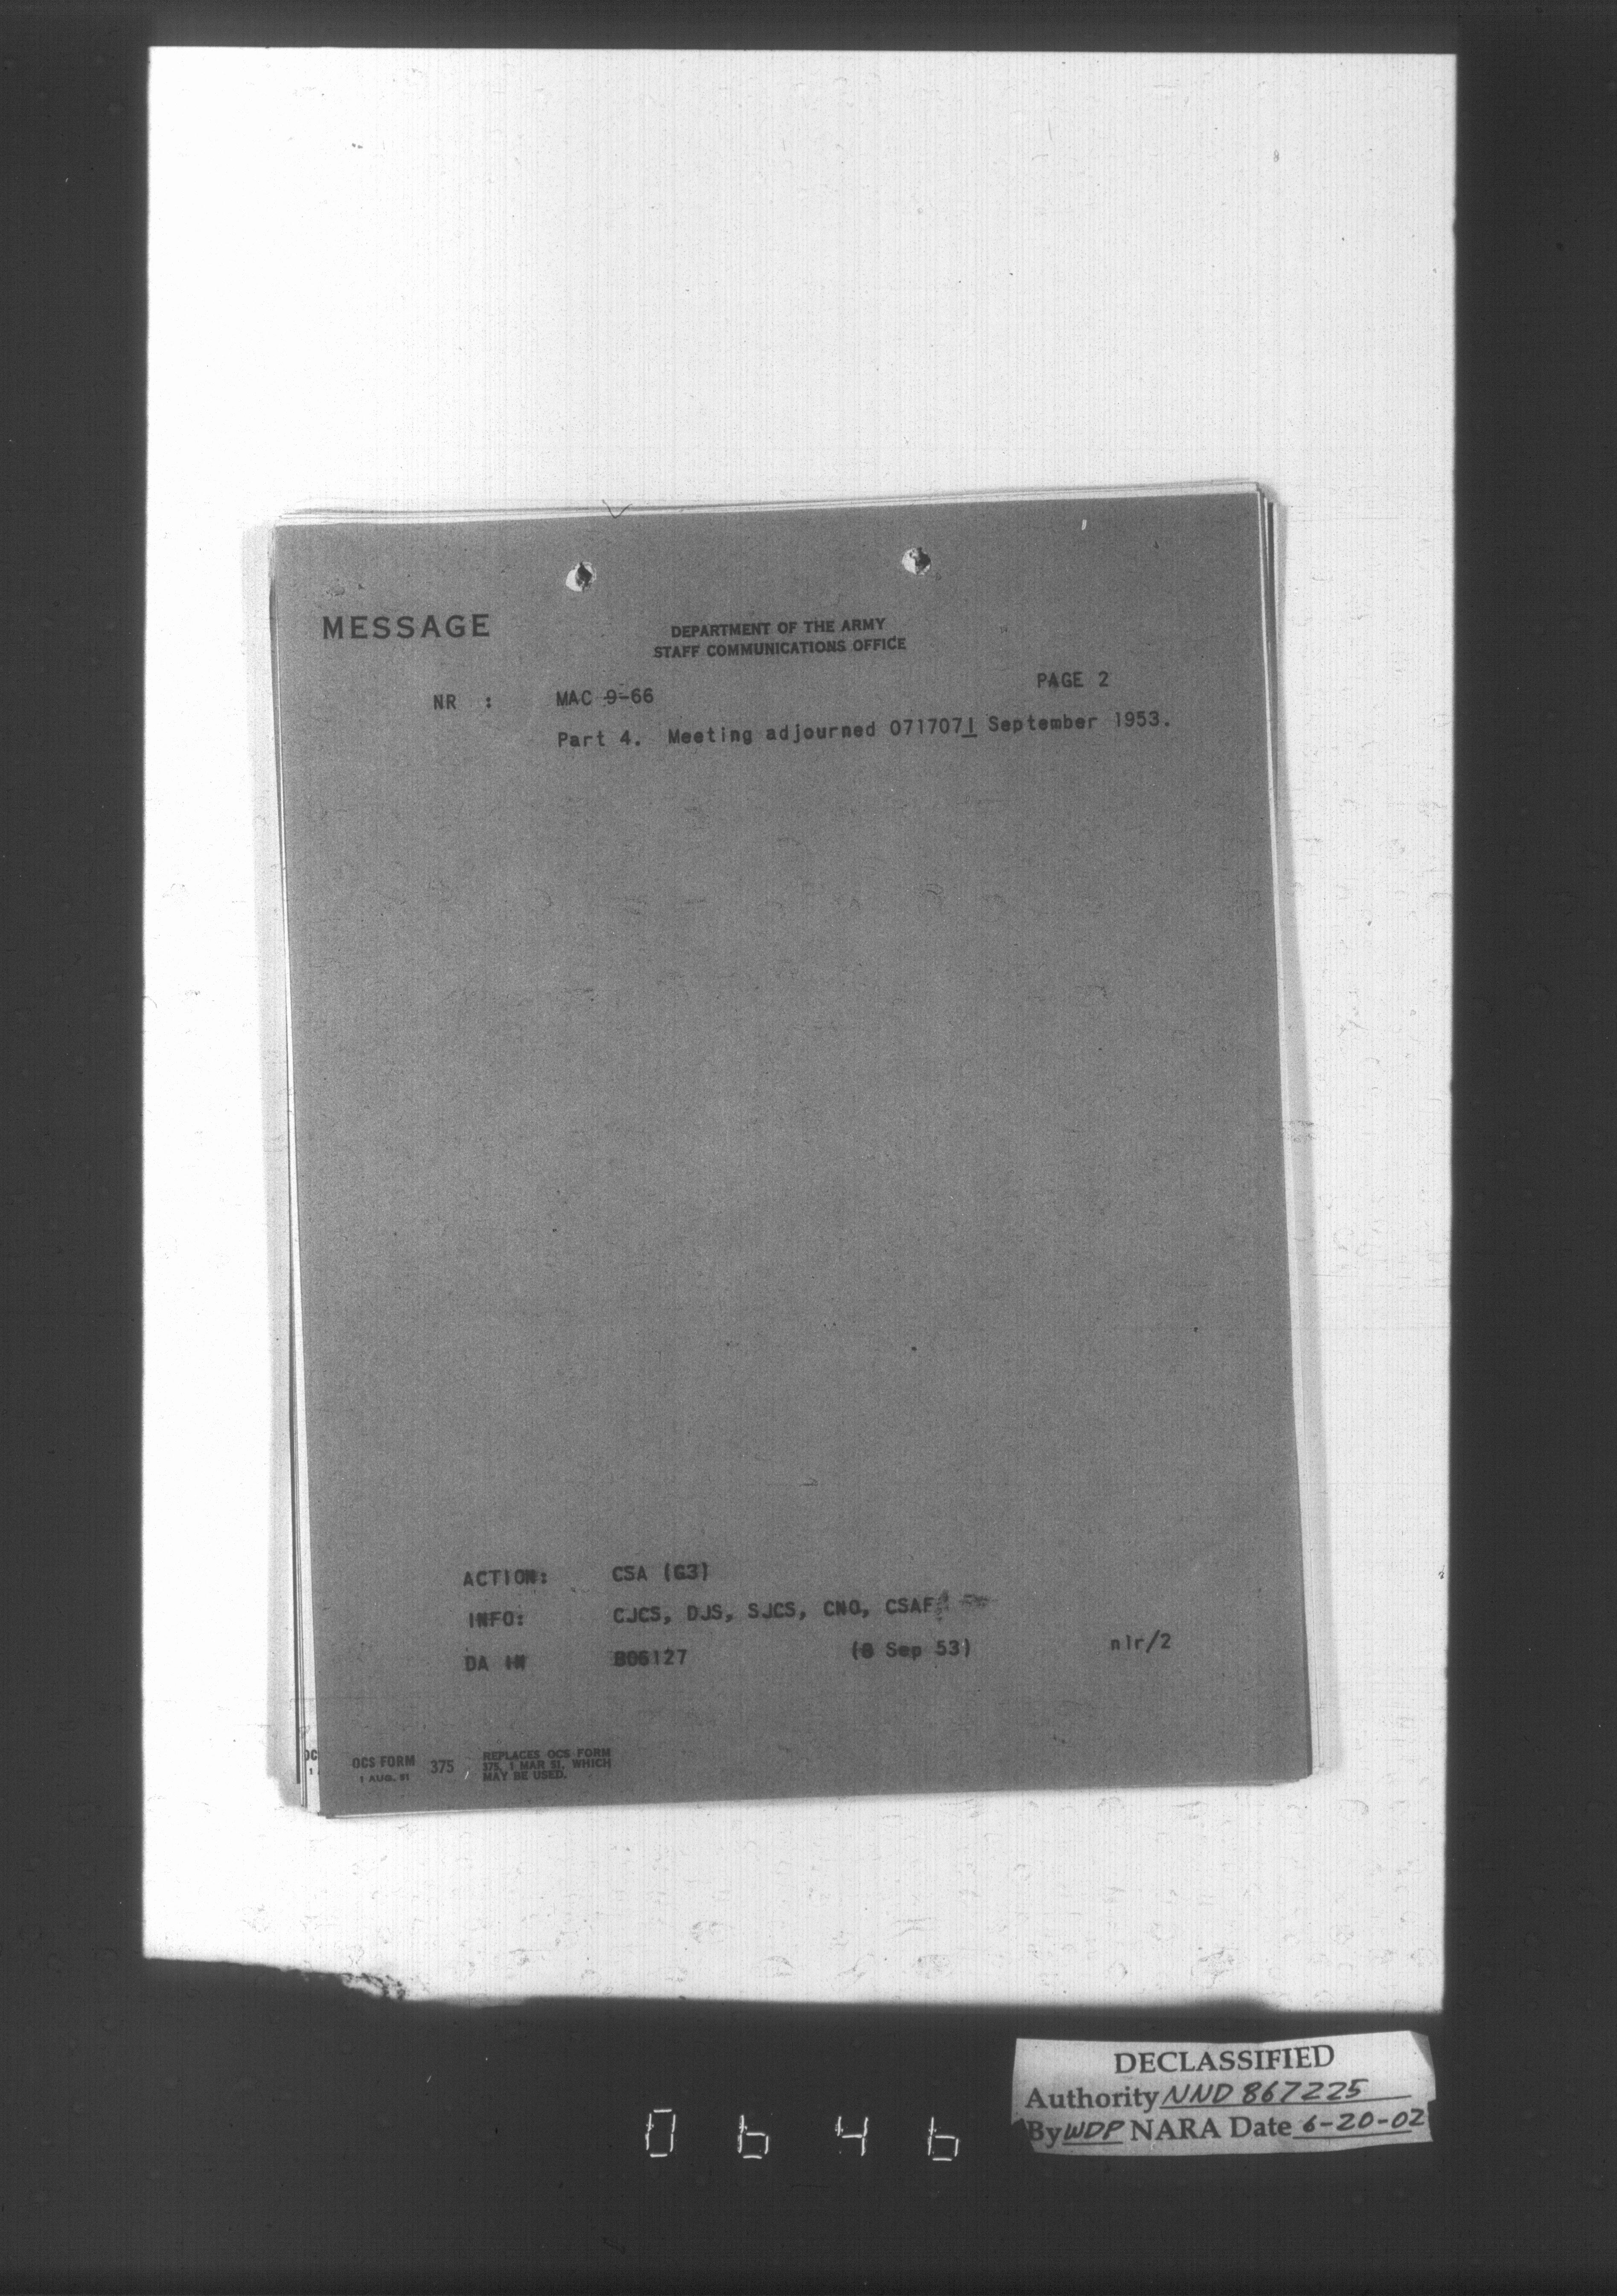 MESSAGE
DEPARTMENT OF THE ARMY
STAFF COMMUNICATIONS OFFICE
NR : MAC 9-66 PAGE 2
Part 4. Meeting adjourned 071707I September 1953.
ACTION: CSA (G3)
INFO: CJCS, DJS, SJCS, CNO, CSAF
DA IN 806127 (8 Sep 53) nlr/2
OCS FORM 375
1 AUG. 51
REPLACES OCS FORM
375, 1 MAR 51, WHICH
MAY BE USED.
DECLASSIFIED
Authority NND 867225
By WDP NARA Date 6-20-02
0646